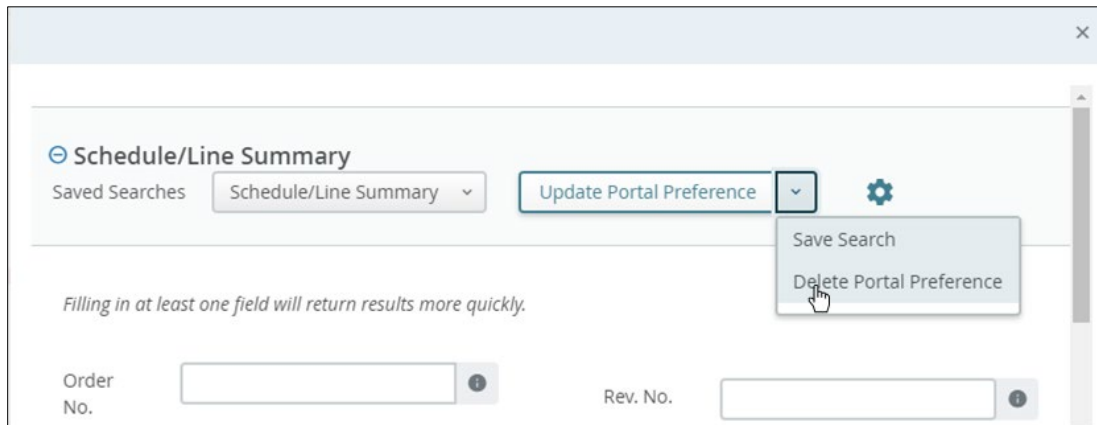 Schedule/Line Summary
Saved Searches Schedule/Line Summary Update Portal Preference
Save Search
Delete Portal Preference
Filling in at least one field will return results more quickly.
Order
No.
Rev. No.